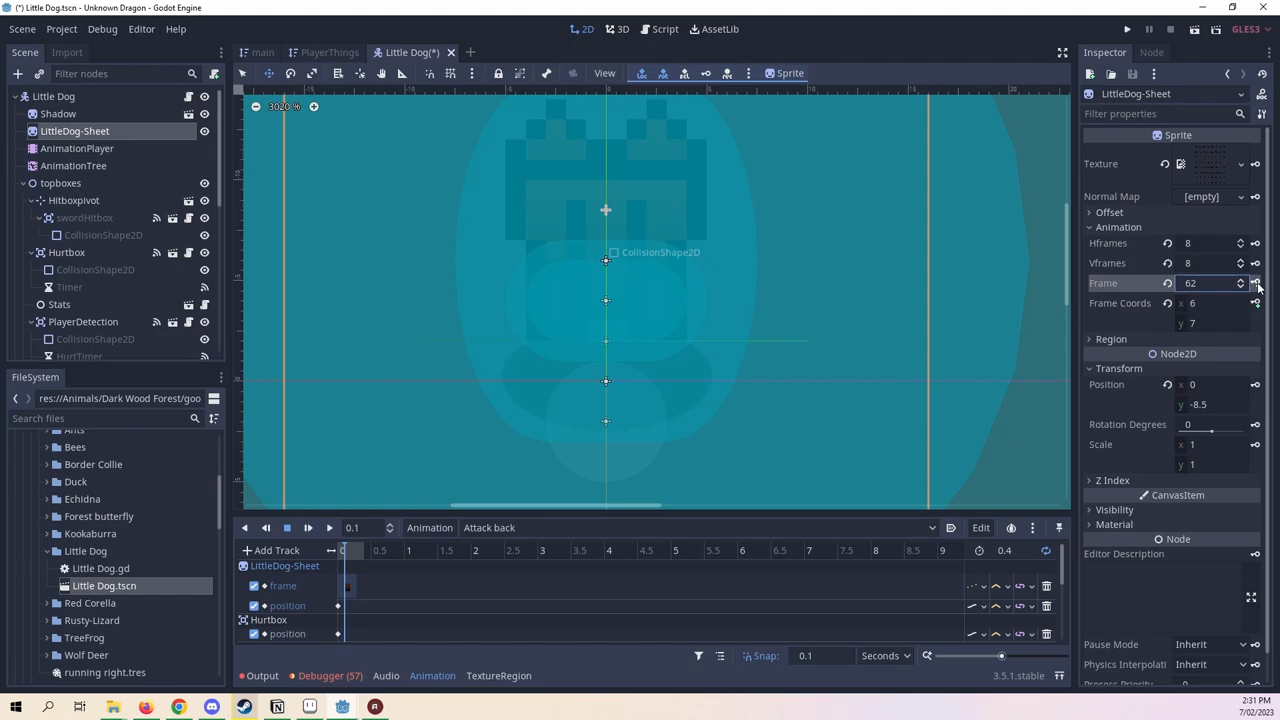 (*) Little Dog.tscn - Unknown Dragon - Godot Engine
Scene Project Debug Editor Help
2D 3D Script AssetLib
GLES3
Scene Import
Filter nodes
Little Dog
Shadow
LittleDog-Sheet
AnimationPlayer
AnimationTree
topboxes
Hitboxpivot
swordHitbox
CollisionShape2D
Hurtbox
CollisionShape2D
Timer
Stats
PlayerDetection
CollisionShape2D
HurtTimer
FileSystem
res://Animals/Dark Wood Forest/goo
Search files
Ants
Bees
Border Collie
Duck
Echidna
Forest butterfly
Kookaburra
Little Dog
Little Dog.gd
Little Dog.tscn
Red Corella
Rusty-Lizard
TreeFrog
Wolf Deer
running right.tres
main PlayerThings Little Dog(*)
View Sprite
3020 %
-15 -10 -5 0 5 10 15 20
CollisionShape2D
0.1 Animation Attack back Edit
Add Track 0 0.5 1 1.5 2 2.5 3 3.5 4 4.5 5 5.5 6 6.5 7 7.5 8 8.5 9 0.4
LittleDog-Sheet
frame
position
Hurtbox
position
Snap: 0.1 Seconds
Output Debugger (57) Audio Animation TextureRegion 3.5.1.stable
Inspector Node
LittleDog-Sheet
Filter properties
Sprite
Texture
Normal Map [empty]
Offset
Animation
Hframes 8
Vframes 8
Frame 62
Frame Coords x 6
y 7
Region
Node2D
Transform
Position x 0
y -8.5
Rotation Degrees 0
Scale x 1
y 1
Z Index
CanvasItem
Visibility
Material
Node
Editor Description
Pause Mode Inherit
Physics Interpolati Inherit
2:31 PM
7/02/2023